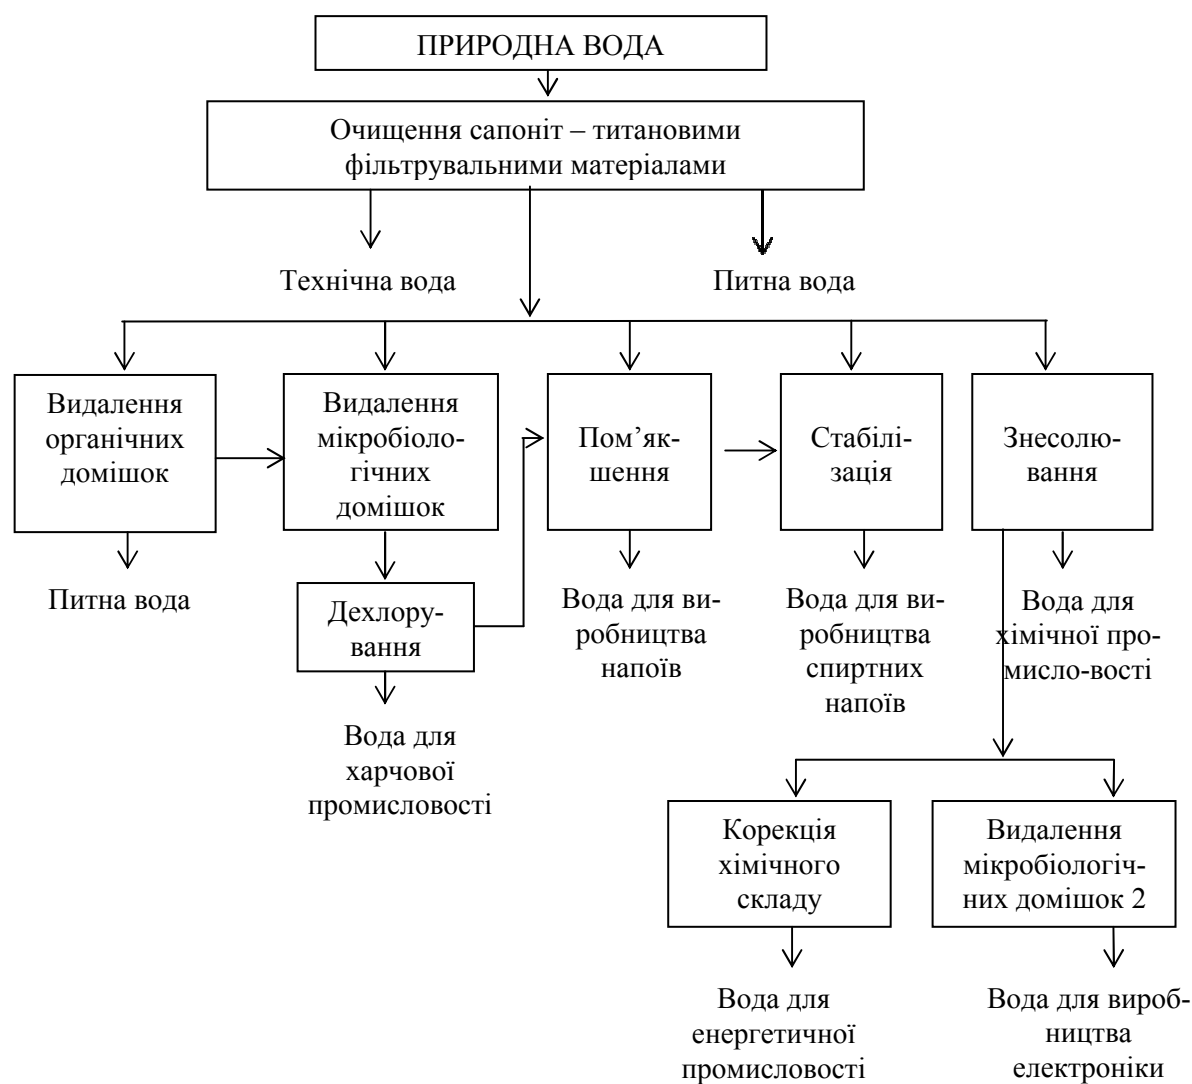 ПРИРОДНА ВОДА
Очищення сапоніт – титановими
фільтрувальними матеріалами
Технічна вода
Питна вода
Видалення
органічних
домішок
Видалення
мікробіоло-
гічних
домішок
Пом’як-
шення
Стабілі-
зація
Знесолю-
вання
Питна вода
Дехлору-
вання
Вода для ви-
робництва
напоїв
Вода для ви-
робництва
спиртних
напоїв
Вода для
хімічної про-
мисло-вості
Вода для
харчової
промисловості
Корекція
хімічного
складу
Видалення
мікробіологіч-
них домішок 2
Вода для
енергетичної
промисловості
Вода для вироб-
ництва
електроніки